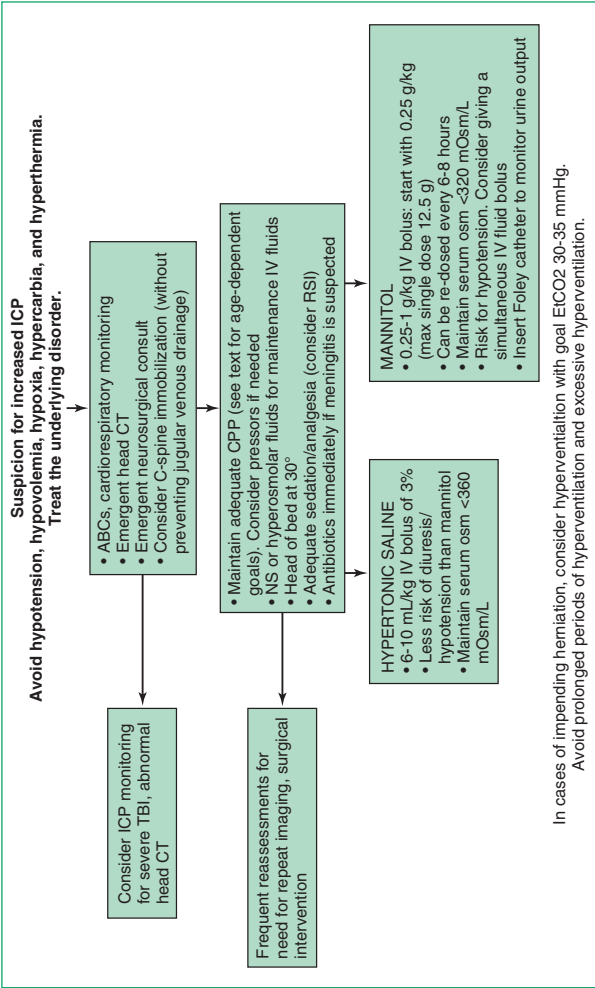 Suspicion for increased ICP
Avoid hypotension, hypovolemia, hypoxia, hypercarbia, and hyperthermia.
Treat the underlying disorder.
• ABCs, cardiorespiratory monitoring
• Emergent head CT
• Emergent neurosurgical consult
• Consider C-spine immobilization (without
preventing jugular venous drainage)
Consider ICP monitoring
for severe TBI, abnormal
head CT
• Maintain adequate CPP (see text for age-dependent
goals). Consider pressors if needed
• NS or hyperosmolar fluids for maintenance IV fluids
• Head of bed at 30°
• Adequate sedation/analgesia (consider RSI)
• Antibiotics immediately if meningitis is suspected
Frequent reassessments for
need for repeat imaging, surgical
intervention
HYPERTONIC SALINE
• 6-10 mL/kg IV bolus of 3%
• Less risk of diuresis/
hypotension than mannitol
• Maintain serum osm <360
mOsm/L
MANNITOL
• 0.25-1 g/kg IV bolus: start with 0.25 g/kg
(max single dose 12.5 g)
• Can be re-dosed every 6-8 hours
• Maintain serum osm <320 mOsm/L
• Risk for hypotension. Consider giving a
simultaneous IV fluid bolus
• Insert Foley catheter to monitor urine output
In cases of impending herniation, consider hyperventialtion with goal EtCO2 30-35 mmHg.
Avoid prolonged periods of hyperventilation and excessive hyperventilation.